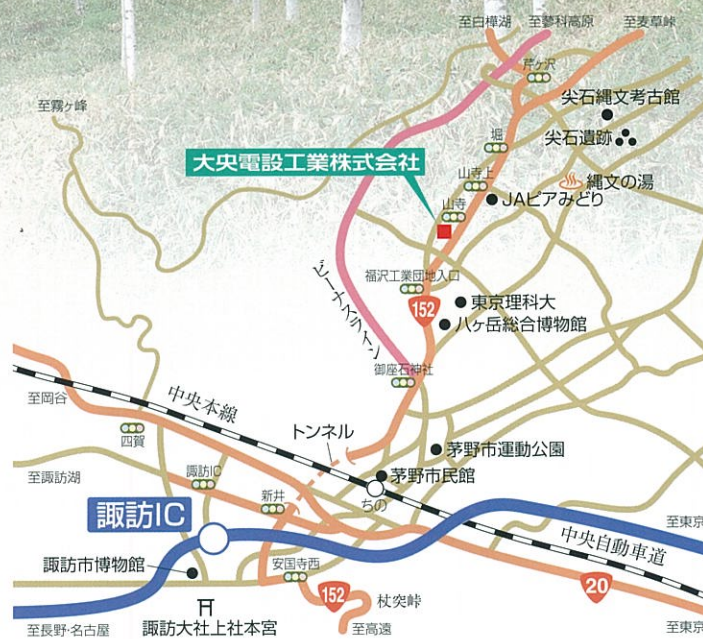 至白樺湖
至蓼科高原
至麦草峠
芹ヶ沢
尖石縄文考古館
至霧ヶ峰
堀
尖石遺跡
大央電設工業株式会社
山寺上
縄文の湯
JAピアみどり
山寺
ビーナスライン
福沢工業団地入口
152
東京理科大
八ヶ岳総合博物館
御座石神社
至岡谷
中央本線
四賀
トンネル
茅野市運動公園
至諏訪湖
諏訪IC
茅野市民館
新井
ちの
諏訪IC
至東京
中央自動車道
諏訪市博物館
安国寺西
152
杖突峠
20
至長野・名古屋
諏訪大社上社本宮
至高遠
至東京